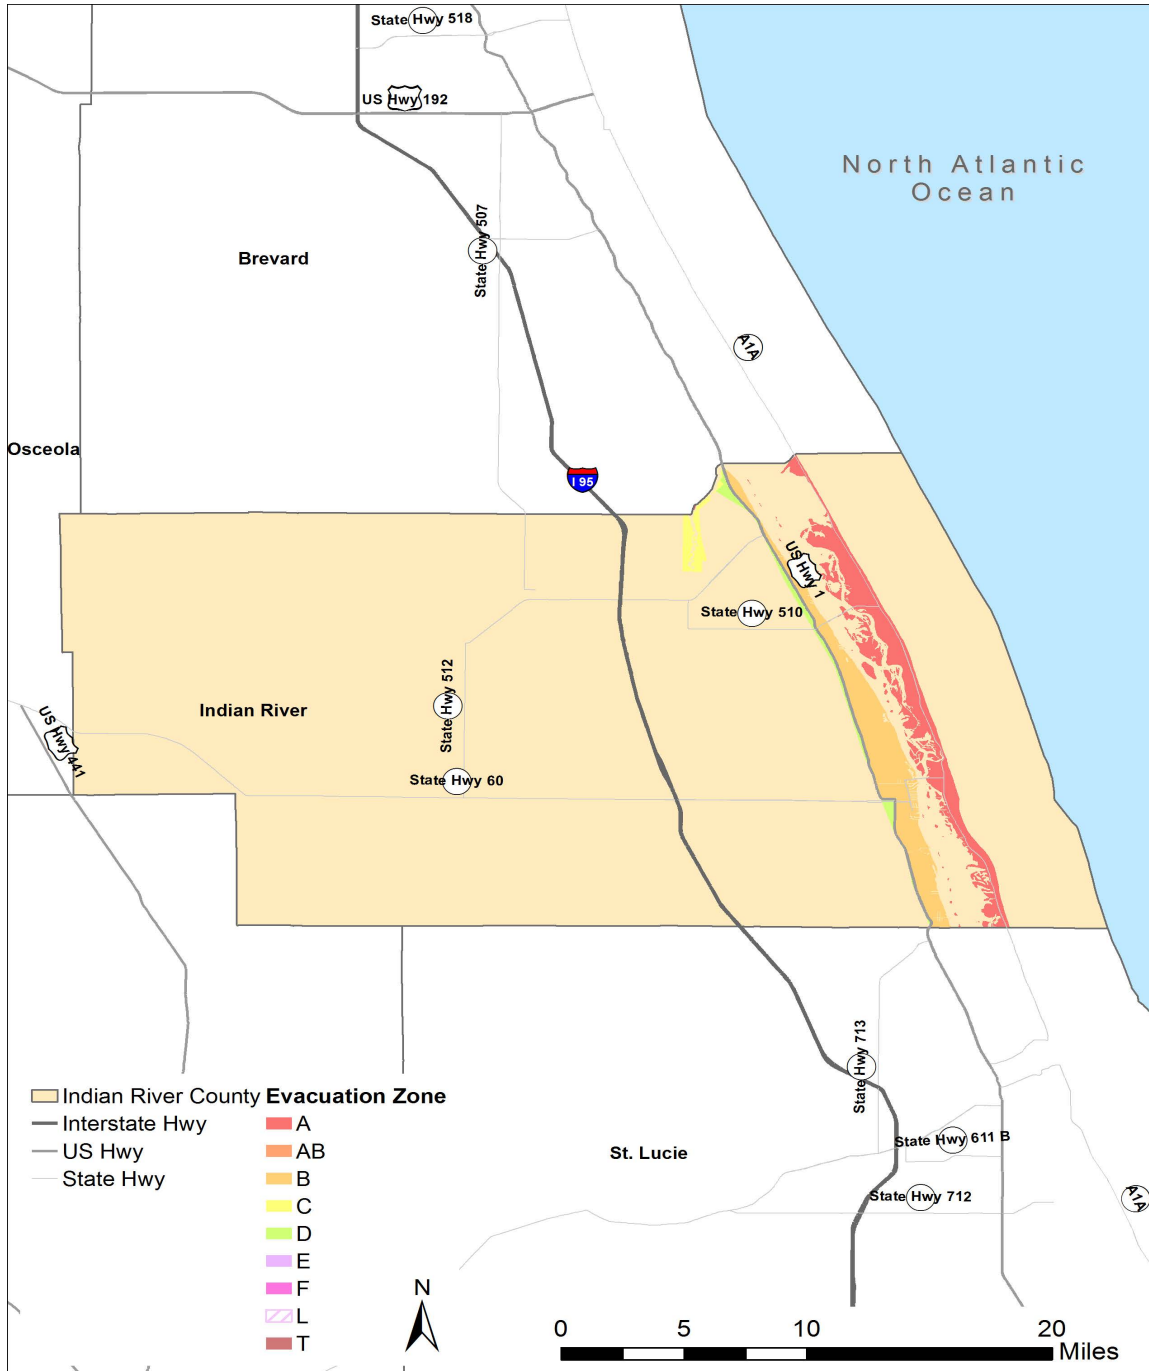 State Hwy 518
US Hwy 192
North Atlantic
Ocean
State Hwy 507
Brevard
A1A
Osceola
I 95
US Hwy 1
State Hwy 510
State Hwy 512
Indian River
US Hwy 441
State Hwy 60
State Hwy 713
State Hwy 611 B
St. Lucie
State Hwy 712
A1A
Indian River County
Interstate Hwy
US Hwy
State Hwy
Evacuation Zone
A
AB
B
C
D
E
F
L
T
N
0 5 10 20
Miles